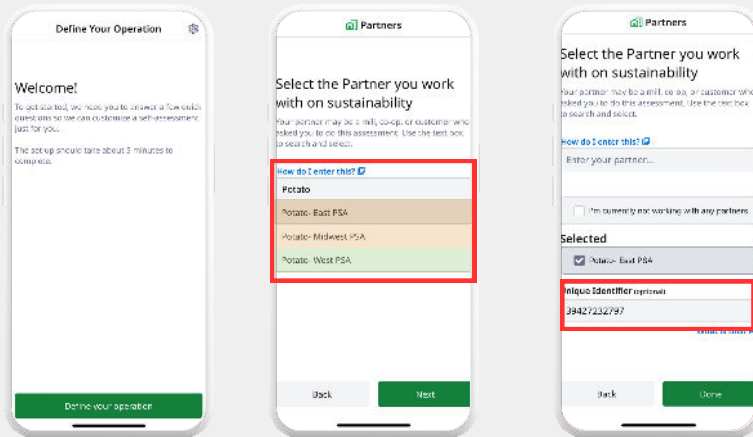 Define Your Operation
Welcome!
To get started, we need you to answer a few quick
questions so we can customize a self-assessment
just for you.
The set up should take about 3 minutes to
complete.
Define your operation
Partners
Select the Partner you work
with on sustainability
Your partner may be a mill, co-op, or customer who
asked you to do this assessment. Use the text box
to search and select.
How do I enter this?
Potato
Potato- East PSA
Potato- Midwest PSA
Potato- West PSA
Back
Next
Partners
Select the Partner you work
with on sustainability
Your partner may be a mill, co-op, or customer who
asked you to do this assessment. Use the text box
to search and select.
How do I enter this?
Enter your partner...
I'm currently not working with any partners
Selected
Potato- East PSA
Unique Identifier (optional)
39427232797
Back
Done